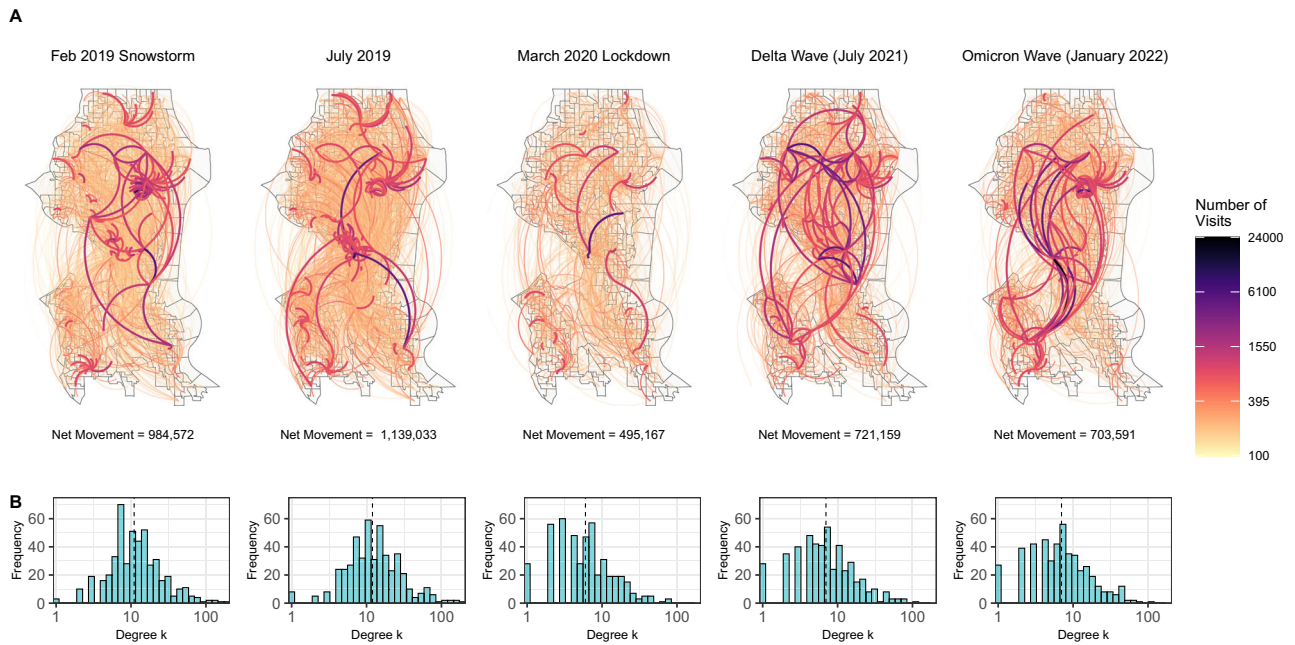 A
Feb 2019 Snowstorm
July 2019
March 2020 Lockdown
Delta Wave (July 2021)
Omicron Wave (January 2022)
Number of
Visits
24000
6100
1550
395
100
Net Movement = 984,572
Net Movement = 1,139,033
Net Movement = 495,167
Net Movement = 721,159
Net Movement = 703,591
B
Frequency
60
40
20
0
1
10
100
Degree k
Frequency
60
40
20
0
1
10
100
Degree k
Frequency
60
40
20
0
1
10
100
Degree k
Frequency
60
40
20
0
1
10
100
Degree k
Frequency
60
40
20
0
1
10
100
Degree k